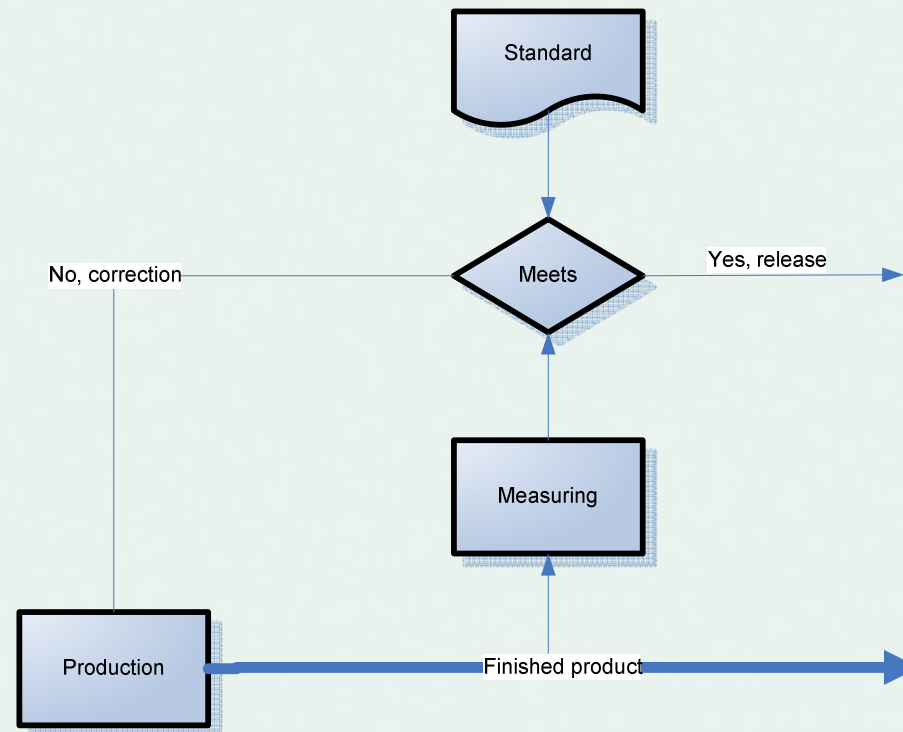 Standard
Meets
Yes, release
No, correction
Measuring
Production
Finished product